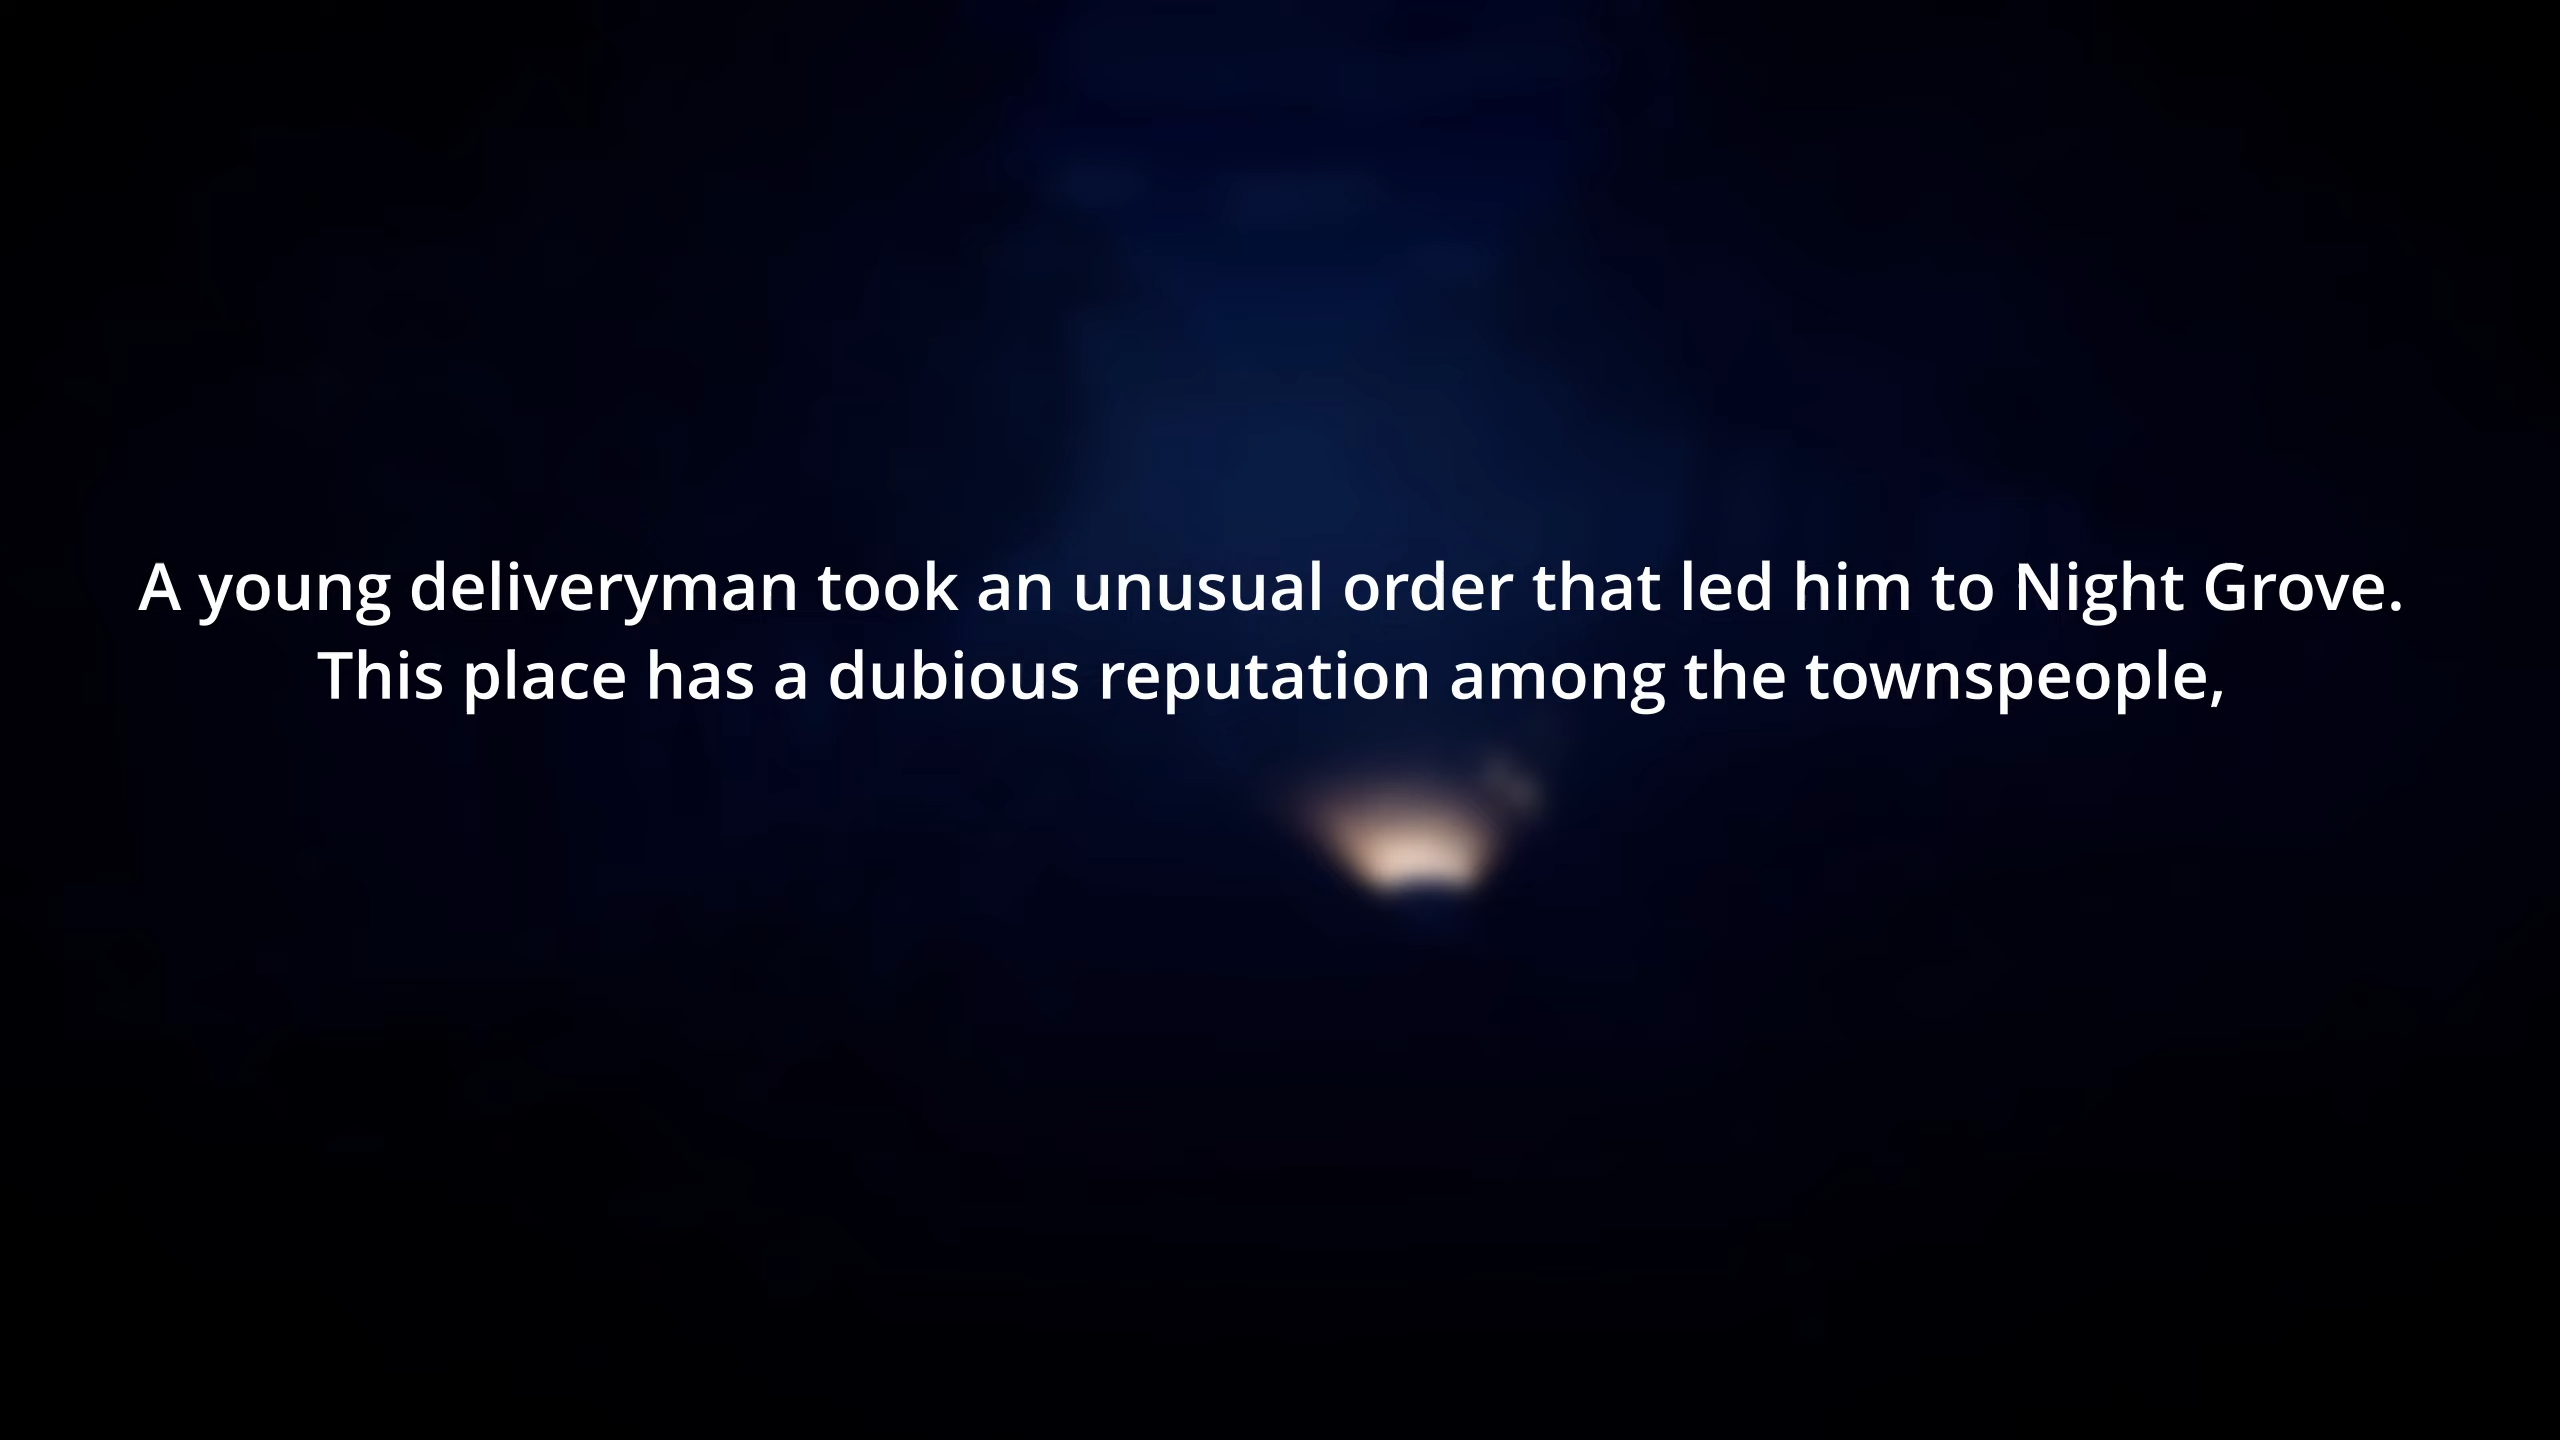 A young deliveryman took an unusual order that led him to Night Grove.
This place has a dubious reputation among the townspeople,